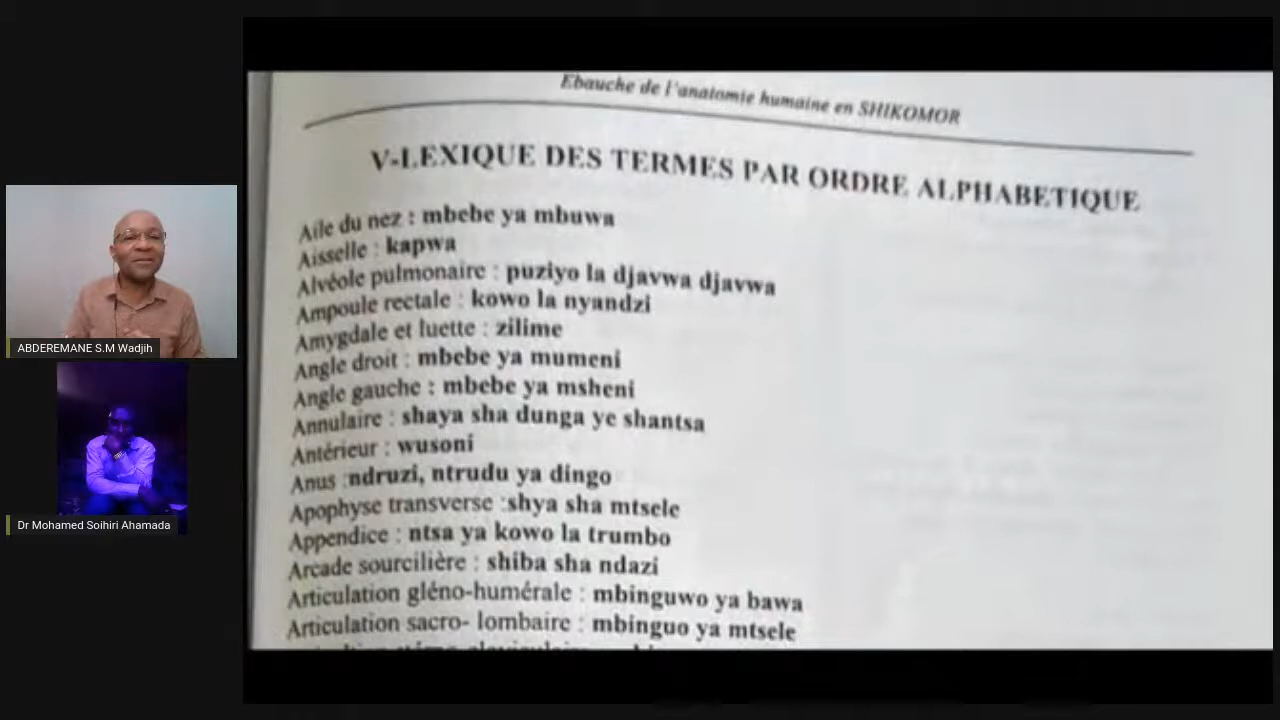 Ebauche de l'anatomie humaine en SHIKOMOR
V-LEXIQUE DES TERMES PAR ORDRE ALPHABETIQUE
Aile du nez : mbebe ya mbuwa
Aisselle : kapwa
Alvéole pulmonaire : puziyo la djavwa djavwa
Ampoule rectale : kowo la nyandzi
Amygdale et luette : zilime
Angle droit : mbebe ya mumeni
Angle gauche : mbebe ya msheni
Annulaire : shaya sha dunga ye shantsa
Antérieur : wusoni
Anus :ndruzi, ntrudu ya dingo
Apophyse transverse :shya sha mtsele
Appendice : ntsa ya kowo la trumbo
Arcade sourcilière : shiba sha ndazi
Articulation gléno-humérale : mbinguwo ya bawa
Articulation sacro- lombaire : mbinguo ya mtsele
ABDEREMANE S.M Wadjih
Dr Mohamed Soihiri Ahamada